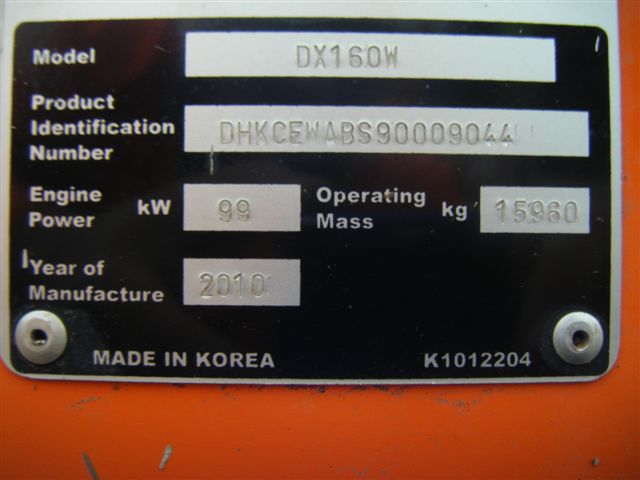 Model DX160W
Product
Identification DHKCEWABS90009044
Number
Engine Power kW 99
Operating Mass kg 15960
Year of
Manufacture 2010
MADE IN KOREA K1012204